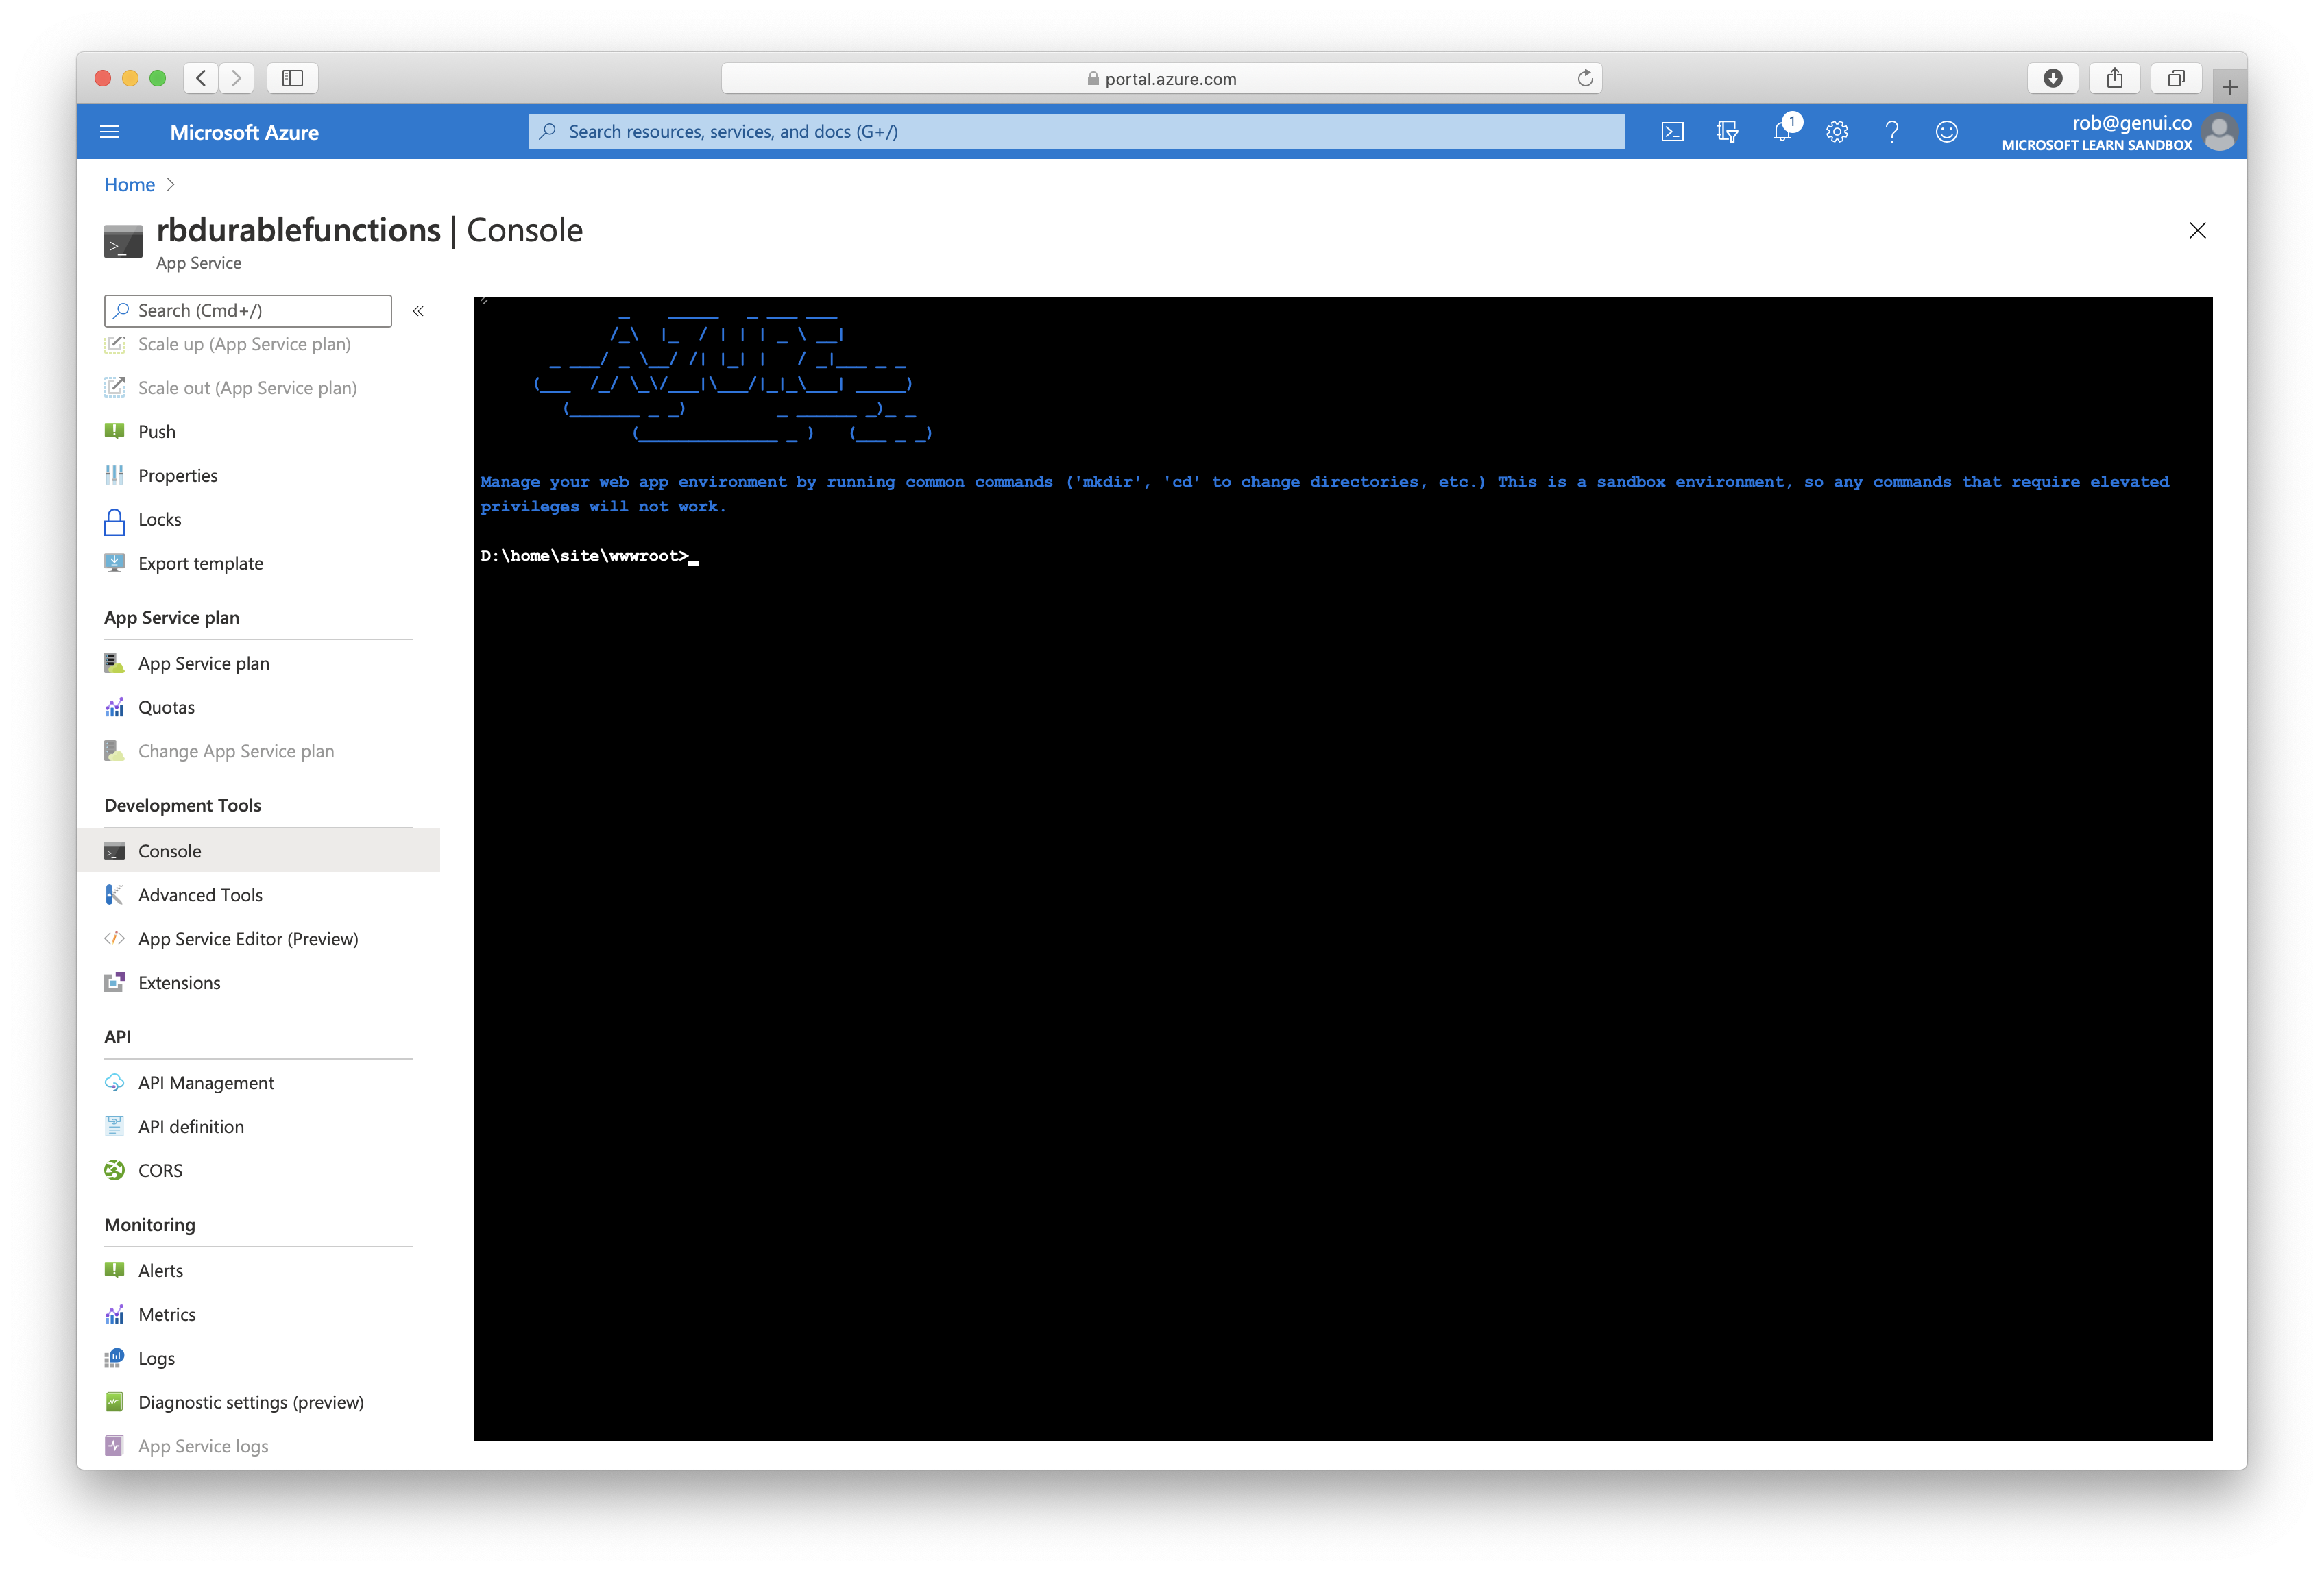 portal.azure.com
Microsoft Azure
Search resources, services, and docs (G+/)
1
rob@genui.co
MICROSOFT LEARN SANDBOX
Home
rbdurablefunctions | Console
App Service
Search (Cmd+/)
«
Scale up (App Service plan)
Scale out (App Service plan)
Push
Properties
Locks
Export template
App Service plan
App Service plan
Quotas
Change App Service plan
Development Tools
Console
Advanced Tools
App Service Editor (Preview)
Extensions
API
API Management
API definition
CORS
Monitoring
Alerts
Metrics
Logs
Diagnostic settings (preview)
App Service logs
AZURE
Manage your web app environment by running common commands ('mkdir', 'cd' to change directories, etc.) This is a sandbox environment, so any commands that require elevated
privileges will not work.
D:\home\site\wwwroot>_